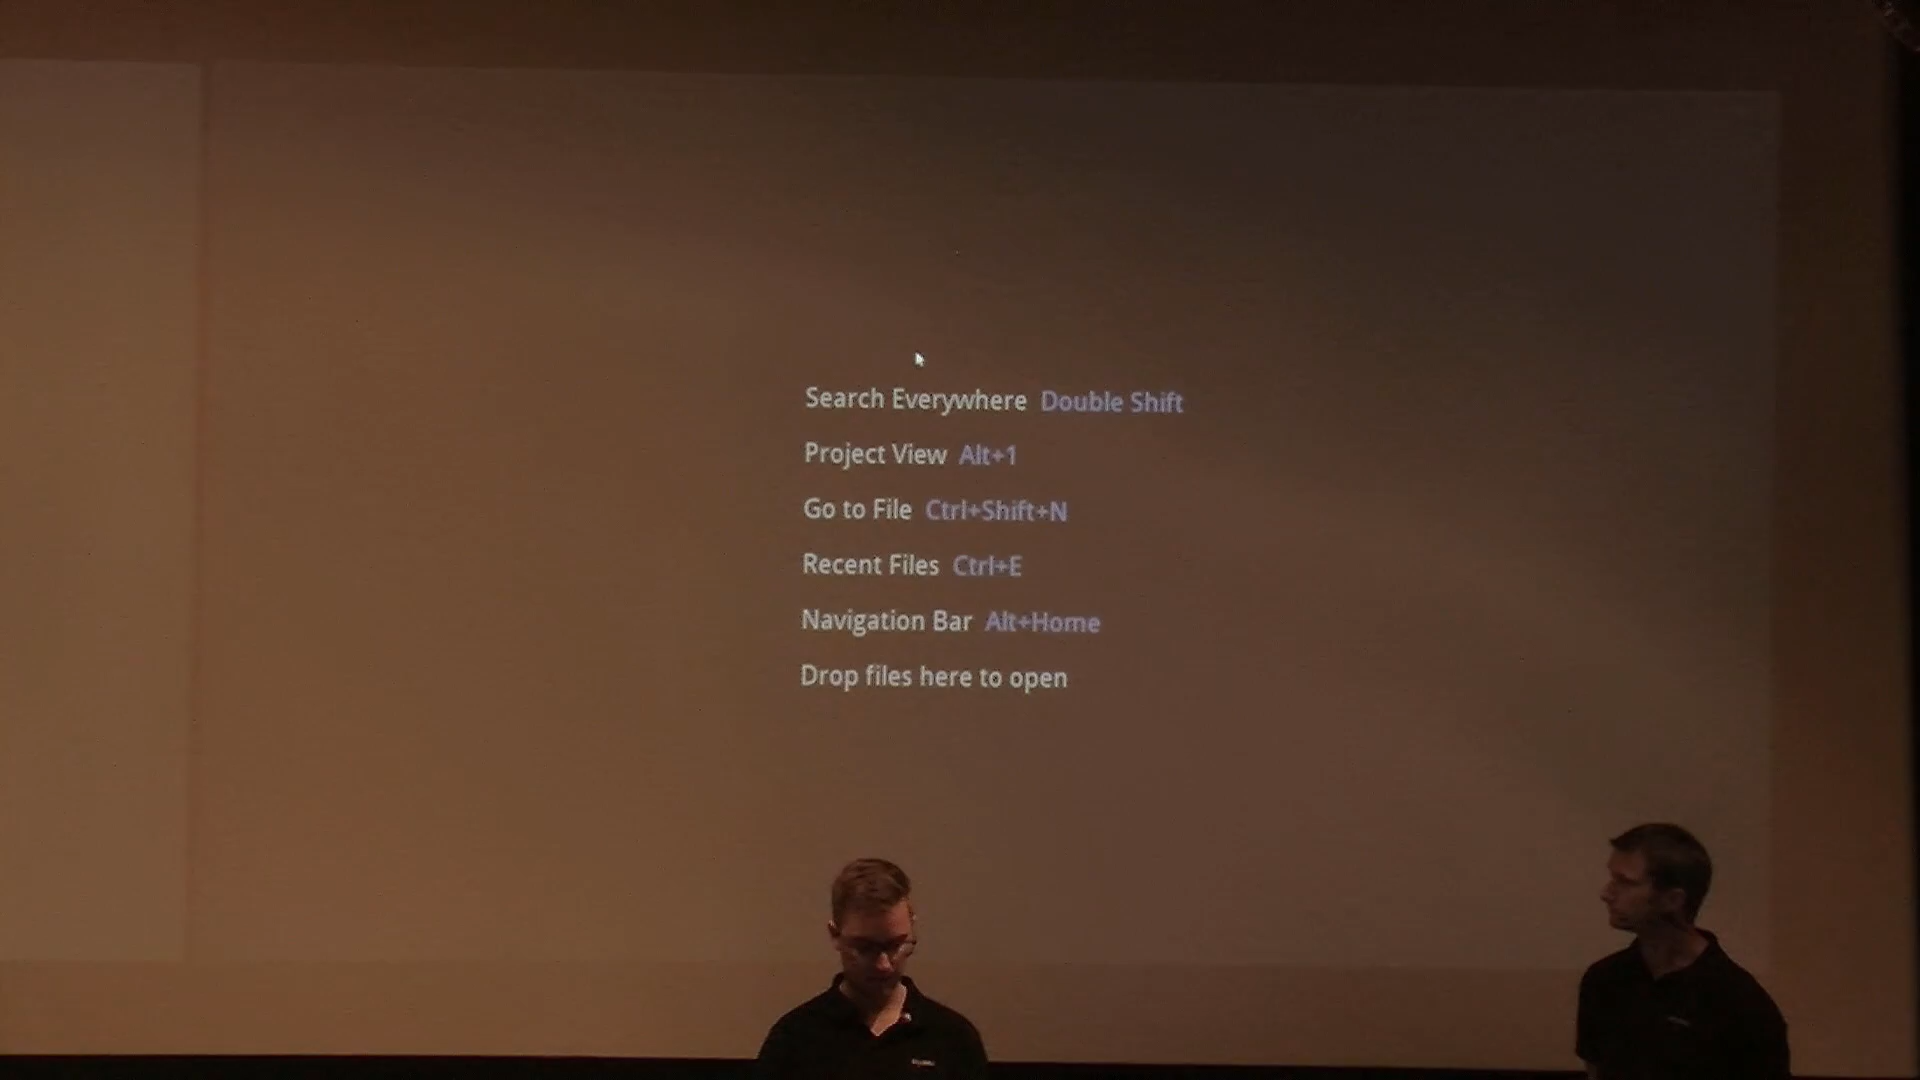 Search Everywhere Double Shift
Project View Alt+1
Go to File Ctrl+Shift+N
Recent Files Ctrl+E
Navigation Bar Alt+Home
Drop files here to open